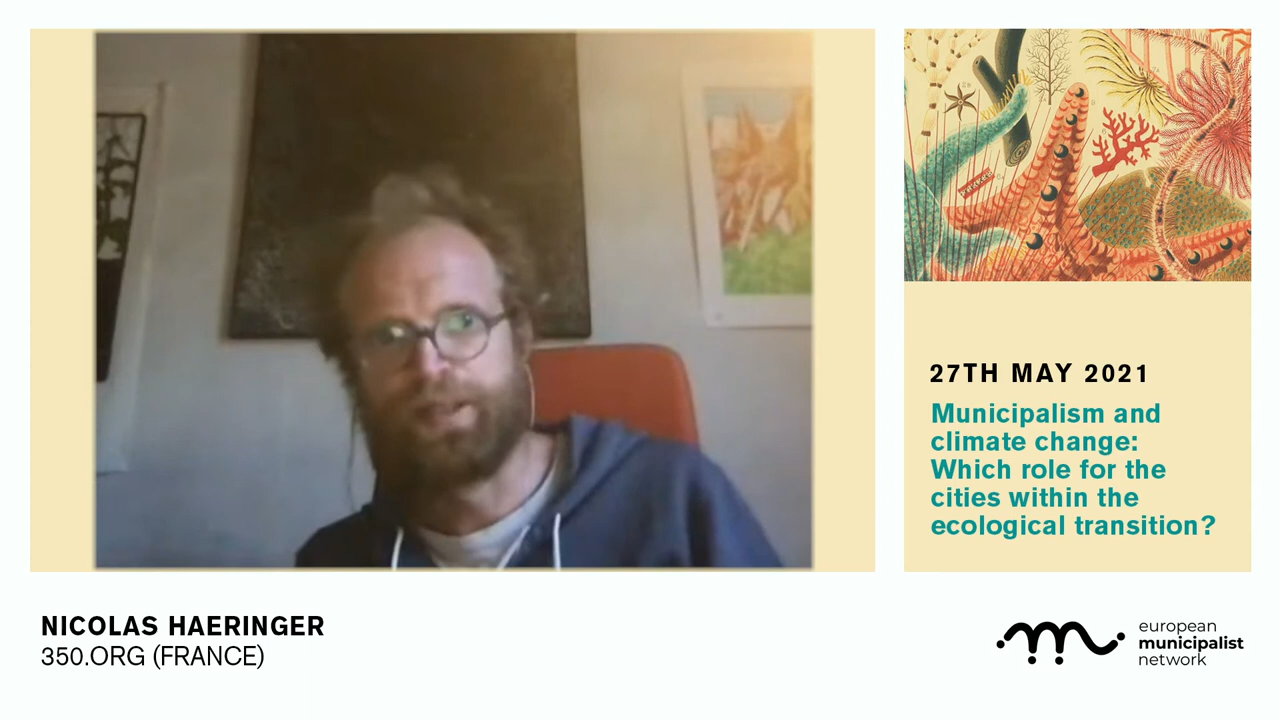 27TH MAY 2021
Municipalism and
climate change:
Which role for the
cities within the
ecological transition?
NICOLAS HAERINGER
350.ORG (FRANCE)
european
municipalist
network